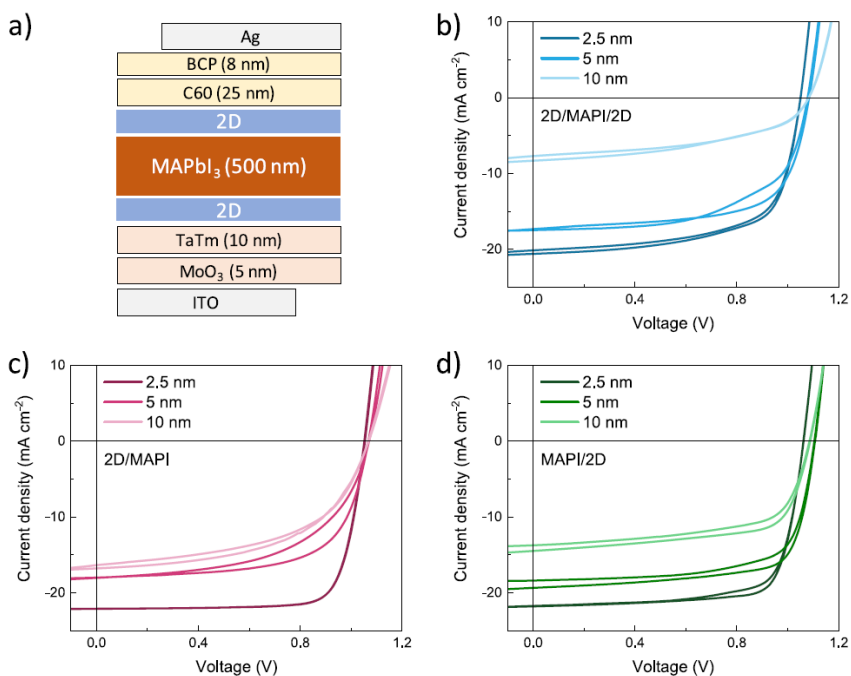 a)
Ag
BCP (8 nm)
C60 (25 nm)
2D
MAPbI₃ (500 nm)
2D
TaTm (10 nm)
MoO₃ (5 nm)
ITO
b)
10
0
-10
-20
Current density (mA cm⁻²)
2.5 nm
5 nm
10 nm
2D/MAPI/2D
0.0 0.4 0.8 1.2
Voltage (V)
c)
10
0
-10
-20
Current density (mA cm⁻²)
2.5 nm
5 nm
10 nm
2D/MAPI
0.0 0.4 0.8 1.2
Voltage (V)
d)
10
0
-10
-20
Current density (mA cm⁻²)
2.5 nm
5 nm
10 nm
MAPI/2D
0.0 0.4 0.8 1.2
Voltage (V)